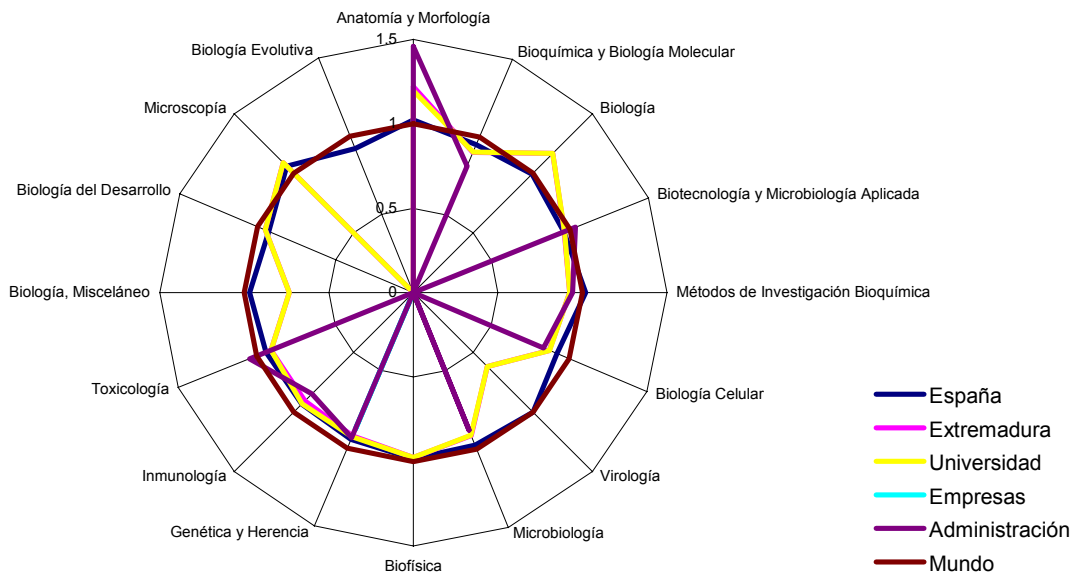 Anatomía y Morfología
1.5
Biología Evolutiva
Bioquímica y Biología Molecular
Microscopía
Biología
1
Biología del Desarrollo
Biotecnología y Microbiología Aplicada
0.5
Biología, Misceláneo
0
Métodos de Investigación Bioquímica
Toxicología
Biología Celular
Inmunología
Virología
Genética y Herencia
Microbiología
Biofísica
España
Extremadura
Universidad
Empresas
Administración
Mundo